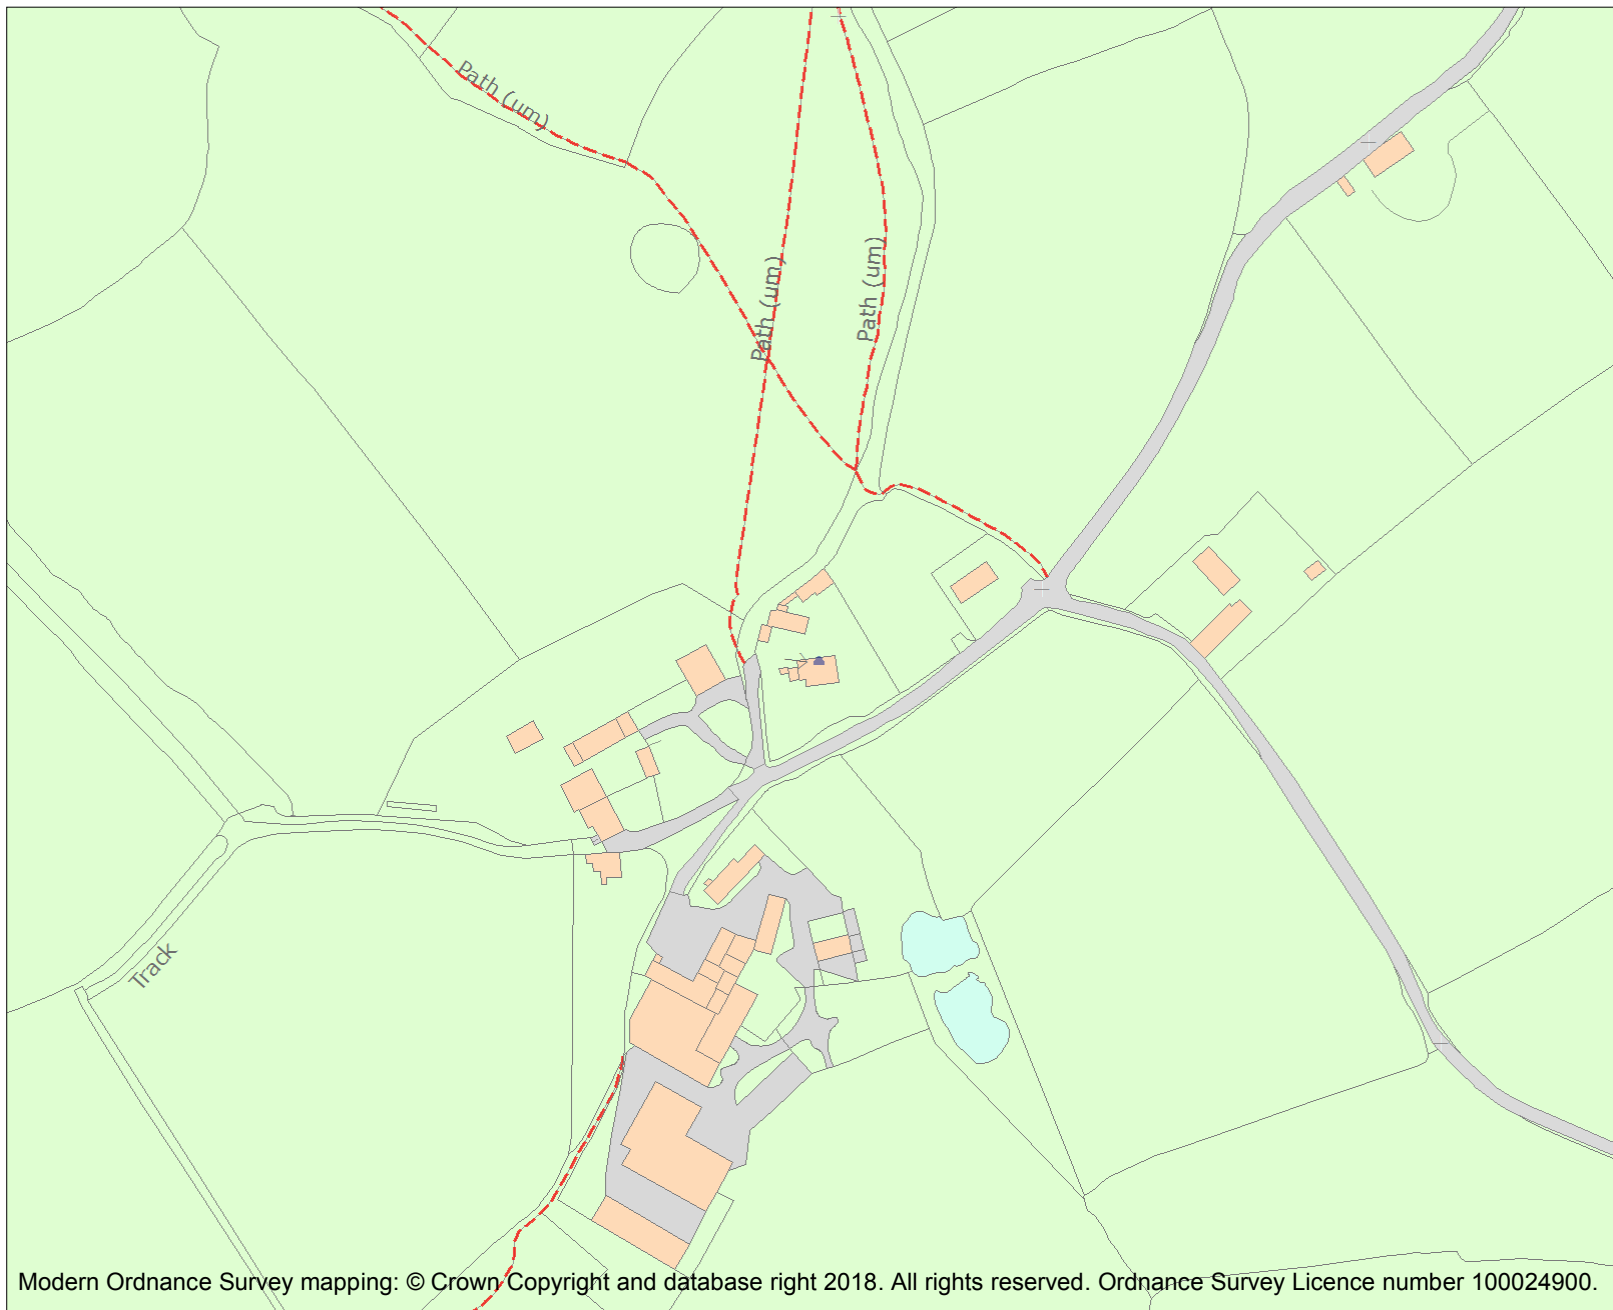 Path (um)
Path (um)
Path (um)
Track
Modern Ordnance Survey mapping: © Crown Copyright and database right 2018. All rights reserved. Ordnance Survey Licence number 100024900.